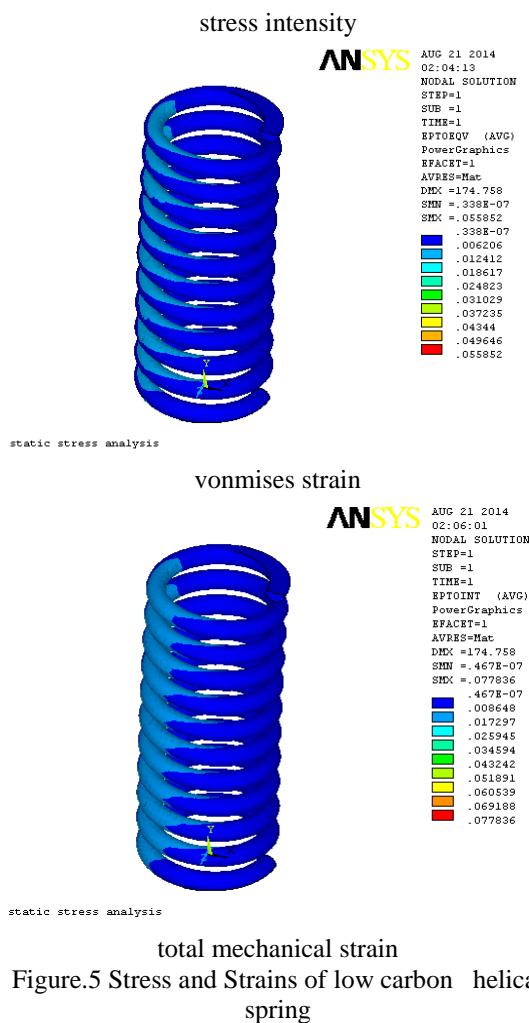 stress intensity
ANSYS
AUG 21 2014
02:04:13
NODAL SOLUTION
STEP=1
SUB =1
TIME=1
EPTOEQV (AVG)
PowerGraphics
EFACET=1
AVRES=Mat
DMX =174.758
SMN =.338E-07
SMX =.055852
.338E-07
.006206
.012412
.018617
.024823
.031029
.037235
.04344
.049646
.055852
Y
X
Z
static stress analysis
vonmises strain
ANSYS
AUG 21 2014
02:06:01
NODAL SOLUTION
STEP=1
SUB =1
TIME=1
EPTOINT (AVG)
PowerGraphics
EFACET=1
AVRES=Mat
DMX =174.758
SMN =.467E-07
SMX =.077836
.467E-07
.008648
.017297
.025945
.034594
.043242
.051891
.060539
.069188
.077836
Y
X
Z
static stress analysis
total mechanical strain
Figure.5 Stress and Strains of low carbon helica
spring